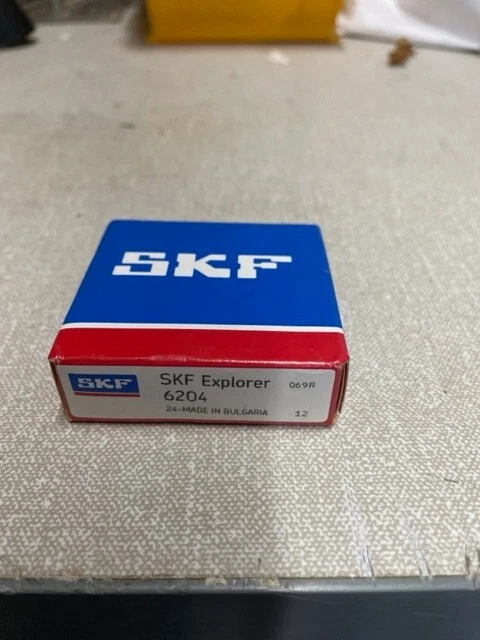 SKF
SKF
SKF Explorer 069R
6204
24-MADE IN BULGARIA 12